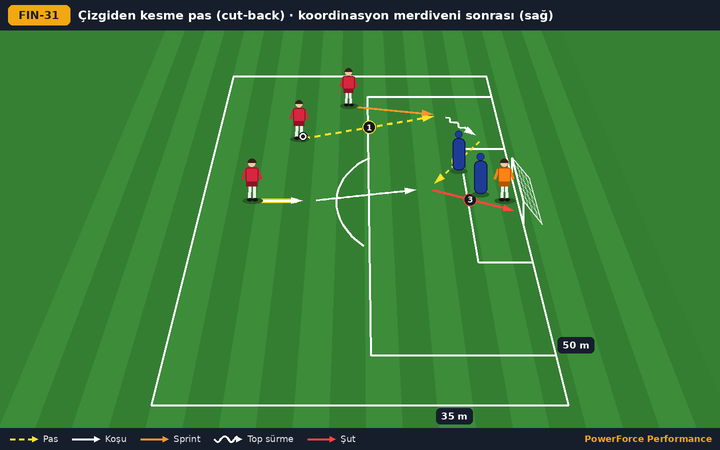 FIN-31 Çizgiden kesme pas (cut-back) · koordinasyon merdiveni sonrası (sağ)
1
3
50 m
35 m
Pas Koşu Sprint Top sürme Şut PowerForce Performance